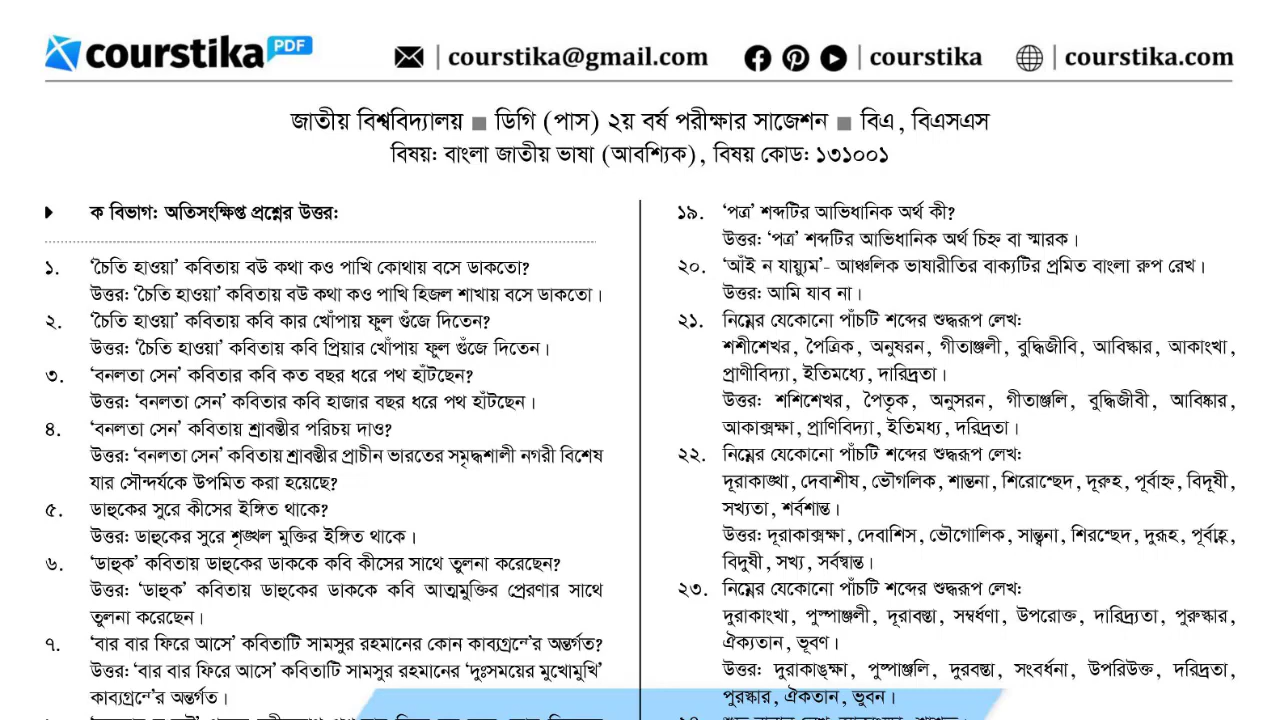 courstika PDF
courstika@gmail.com
courstika
courstika.com
জাতীয় বিশ্ববিদ্যালয় ■ ডিগি (পাস) ২য় বর্ষ পরীক্ষার সাজেশন ■ বিএ, বিএসএস
বিষয়: বাংলা জাতীয় ভাষা (আবশ্যিক), বিষয় কোড: ১৩১০০১
ক বিভাগ: অতিসংক্ষিপ্ত প্রশ্নের উত্তর:
১. ‘চৈতি হাওয়া’ কবিতায় বউ কথা কও পাখি কোথায় বসে ডাকতো?
উত্তর: ‘চৈতি হাওয়া’ কবিতায় বউ কথা কও পাখি হিজল শাখায় বসে ডাকতো।
২. ‘চৈতি হাওয়া’ কবিতায় কবি কার খোঁপায় ফুল গুঁজে দিতেন?
উত্তর: ‘চৈতি হাওয়া’ কবিতায় কবি প্রিয়ার খোঁপায় ফুল গুঁজে দিতেন।
৩. ‘বনলতা সেন’ কবিতার কবি কত বছর ধরে পথ হাঁটছেন?
উত্তর: ‘বনলতা সেন’ কবিতার কবি হাজার বছর ধরে পথ হাঁটছেন।
৪. ‘বনলতা সেন’ কবিতায় শ্রাবস্তীর পরিচয় দাও?
উত্তর: ‘বনলতা সেন’ কবিতায় শ্রাবস্তীর প্রাচীন ভারতের সমৃদ্ধশালী নগরী বিশেষ
যার সৌন্দর্যকে উপমিত করা হয়েছে?
৫. ডাহুকের সুরে কীসের ইঙ্গিত থাকে?
উত্তর: ডাহুকের সুরে শৃঙ্খল মুক্তির ইঙ্গিত থাকে।
৬. ‘ডাহুক’ কবিতায় ডাহুকের ডাককে কবি কীসের সাথে তুলনা করেছেন?
উত্তর: ‘ডাহুক’ কবিতায় ডাহুকের ডাককে কবি আত্মমুক্তির প্রেরণার সাথে
তুলনা করেছেন।
৭. ‘বার বার ফিরে আসে’ কবিতাটি সামসুর রহমানের কোন কাব্যগ্রন্থে’র অন্তর্গত?
উত্তর: ‘বার বার ফিরে আসে’ কবিতাটি সামসুর রহমানের ‘দুঃসময়ের মুখোমুখি’
কাব্যগ্রন্থে’র অন্তর্গত।
১৯. ‘পত্র’ শব্দটির আভিধানিক অর্থ কী?
উত্তর: ‘পত্র’ শব্দটির আভিধানিক অর্থ চিহ্ন বা স্মারক।
২০. ‘আঁই ন যায়্যুম’- আঞ্চলিক ভাষারীতির বাক্যটির প্রমিত বাংলা রুপ রেখ।
উত্তর: আমি যাব না।
২১. নিম্নের যেকোনো পাঁচটি শব্দের শুদ্ধরূপ লেখ:
শশীশেখর, পৈত্রিক, অনুষরন, গীতাঞ্জলী, বুদ্ধিজীবি, আবিস্কার, আকাংখা,
প্রাণীবিদ্যা, ইতিমধ্যে, দারিদ্রতা।
উত্তর: শশিশেখর, পৈতৃক, অনুসরন, গীতাঞ্জলি, বুদ্ধিজীবী, আবিষ্কার,
আকাক্সক্ষা, প্রাণিবিদ্যা, ইতিমধ্য, দরিদ্রতা।
২২. নিম্নের যেকোনো পাঁচটি শব্দের শুদ্ধরূপ লেখ:
দূরাকাঙ্খা, দেবাশীষ, ভৌগলিক, শান্তনা, শিরোচ্ছেদ, দূরুহ, পূর্বাহ্ন, বিদূষী,
সখ্যতা, শর্বশান্ত।
উত্তর: দূরাকাক্সক্ষা, দেবাশিস, ভৌগোলিক, সান্ত্বনা, শিরশ্ছেদ, দুরূহ, পূর্বাহ্ণ,
বিদুষী, সখ্য, সর্বস্বান্ত।
২৩. নিম্নের যেকোনো পাঁচটি শব্দের শুদ্ধরূপ লেখ:
দুরাকাংখা, পুস্পাঞ্জলী, দূরাবস্তা, সম্বর্ধণা, উপরোক্ত, দারিদ্র্যতা, পুরুস্কার,
ঐক্যতান, ভূবণ।
উত্তর: দুরাকাঙ্ক্ষা, পুষ্পাঞ্জলি, দুরবস্তা, সংবর্ধনা, উপরিউক্ত, দরিদ্রতা,
পুরস্কার, ঐকতান, ভুবন।